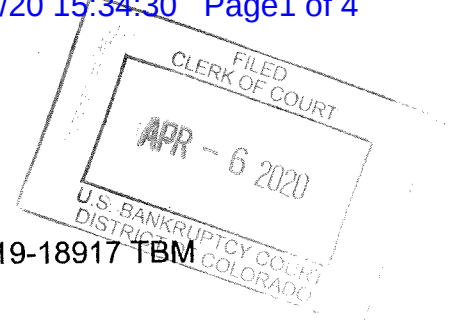 /20 15:34:30 Page1 of 4
FILED
CLERK OF COURT
APR - 6 2020
U.S. BANKRUPTCY COURT
DISTRICT OF COLORADO
19-18917 TBM